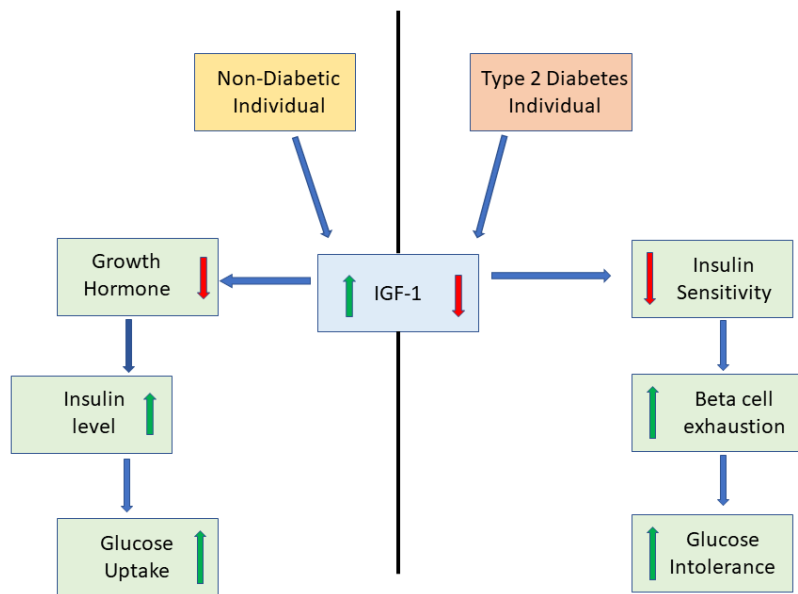 Non-Diabetic
Individual
Type 2 Diabetes
Individual
Growth
Hormone
IGF-1
Insulin
Sensitivity
Insulin
level
Beta cell
exhaustion
Glucose
Uptake
Glucose
Intolerance